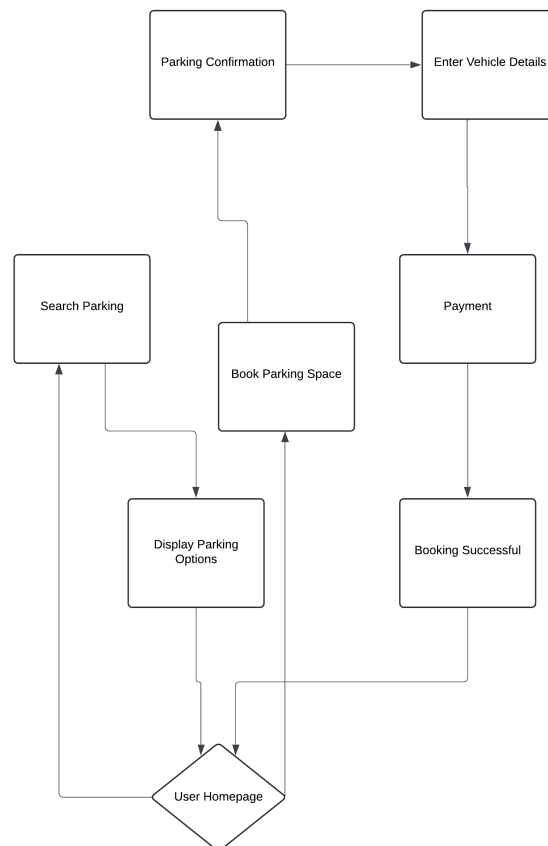 Parking Confirmation
Enter Vehicle Details
Search Parking
Payment
Book Parking Space
Display Parking
Options
Booking Successful
User Homepage